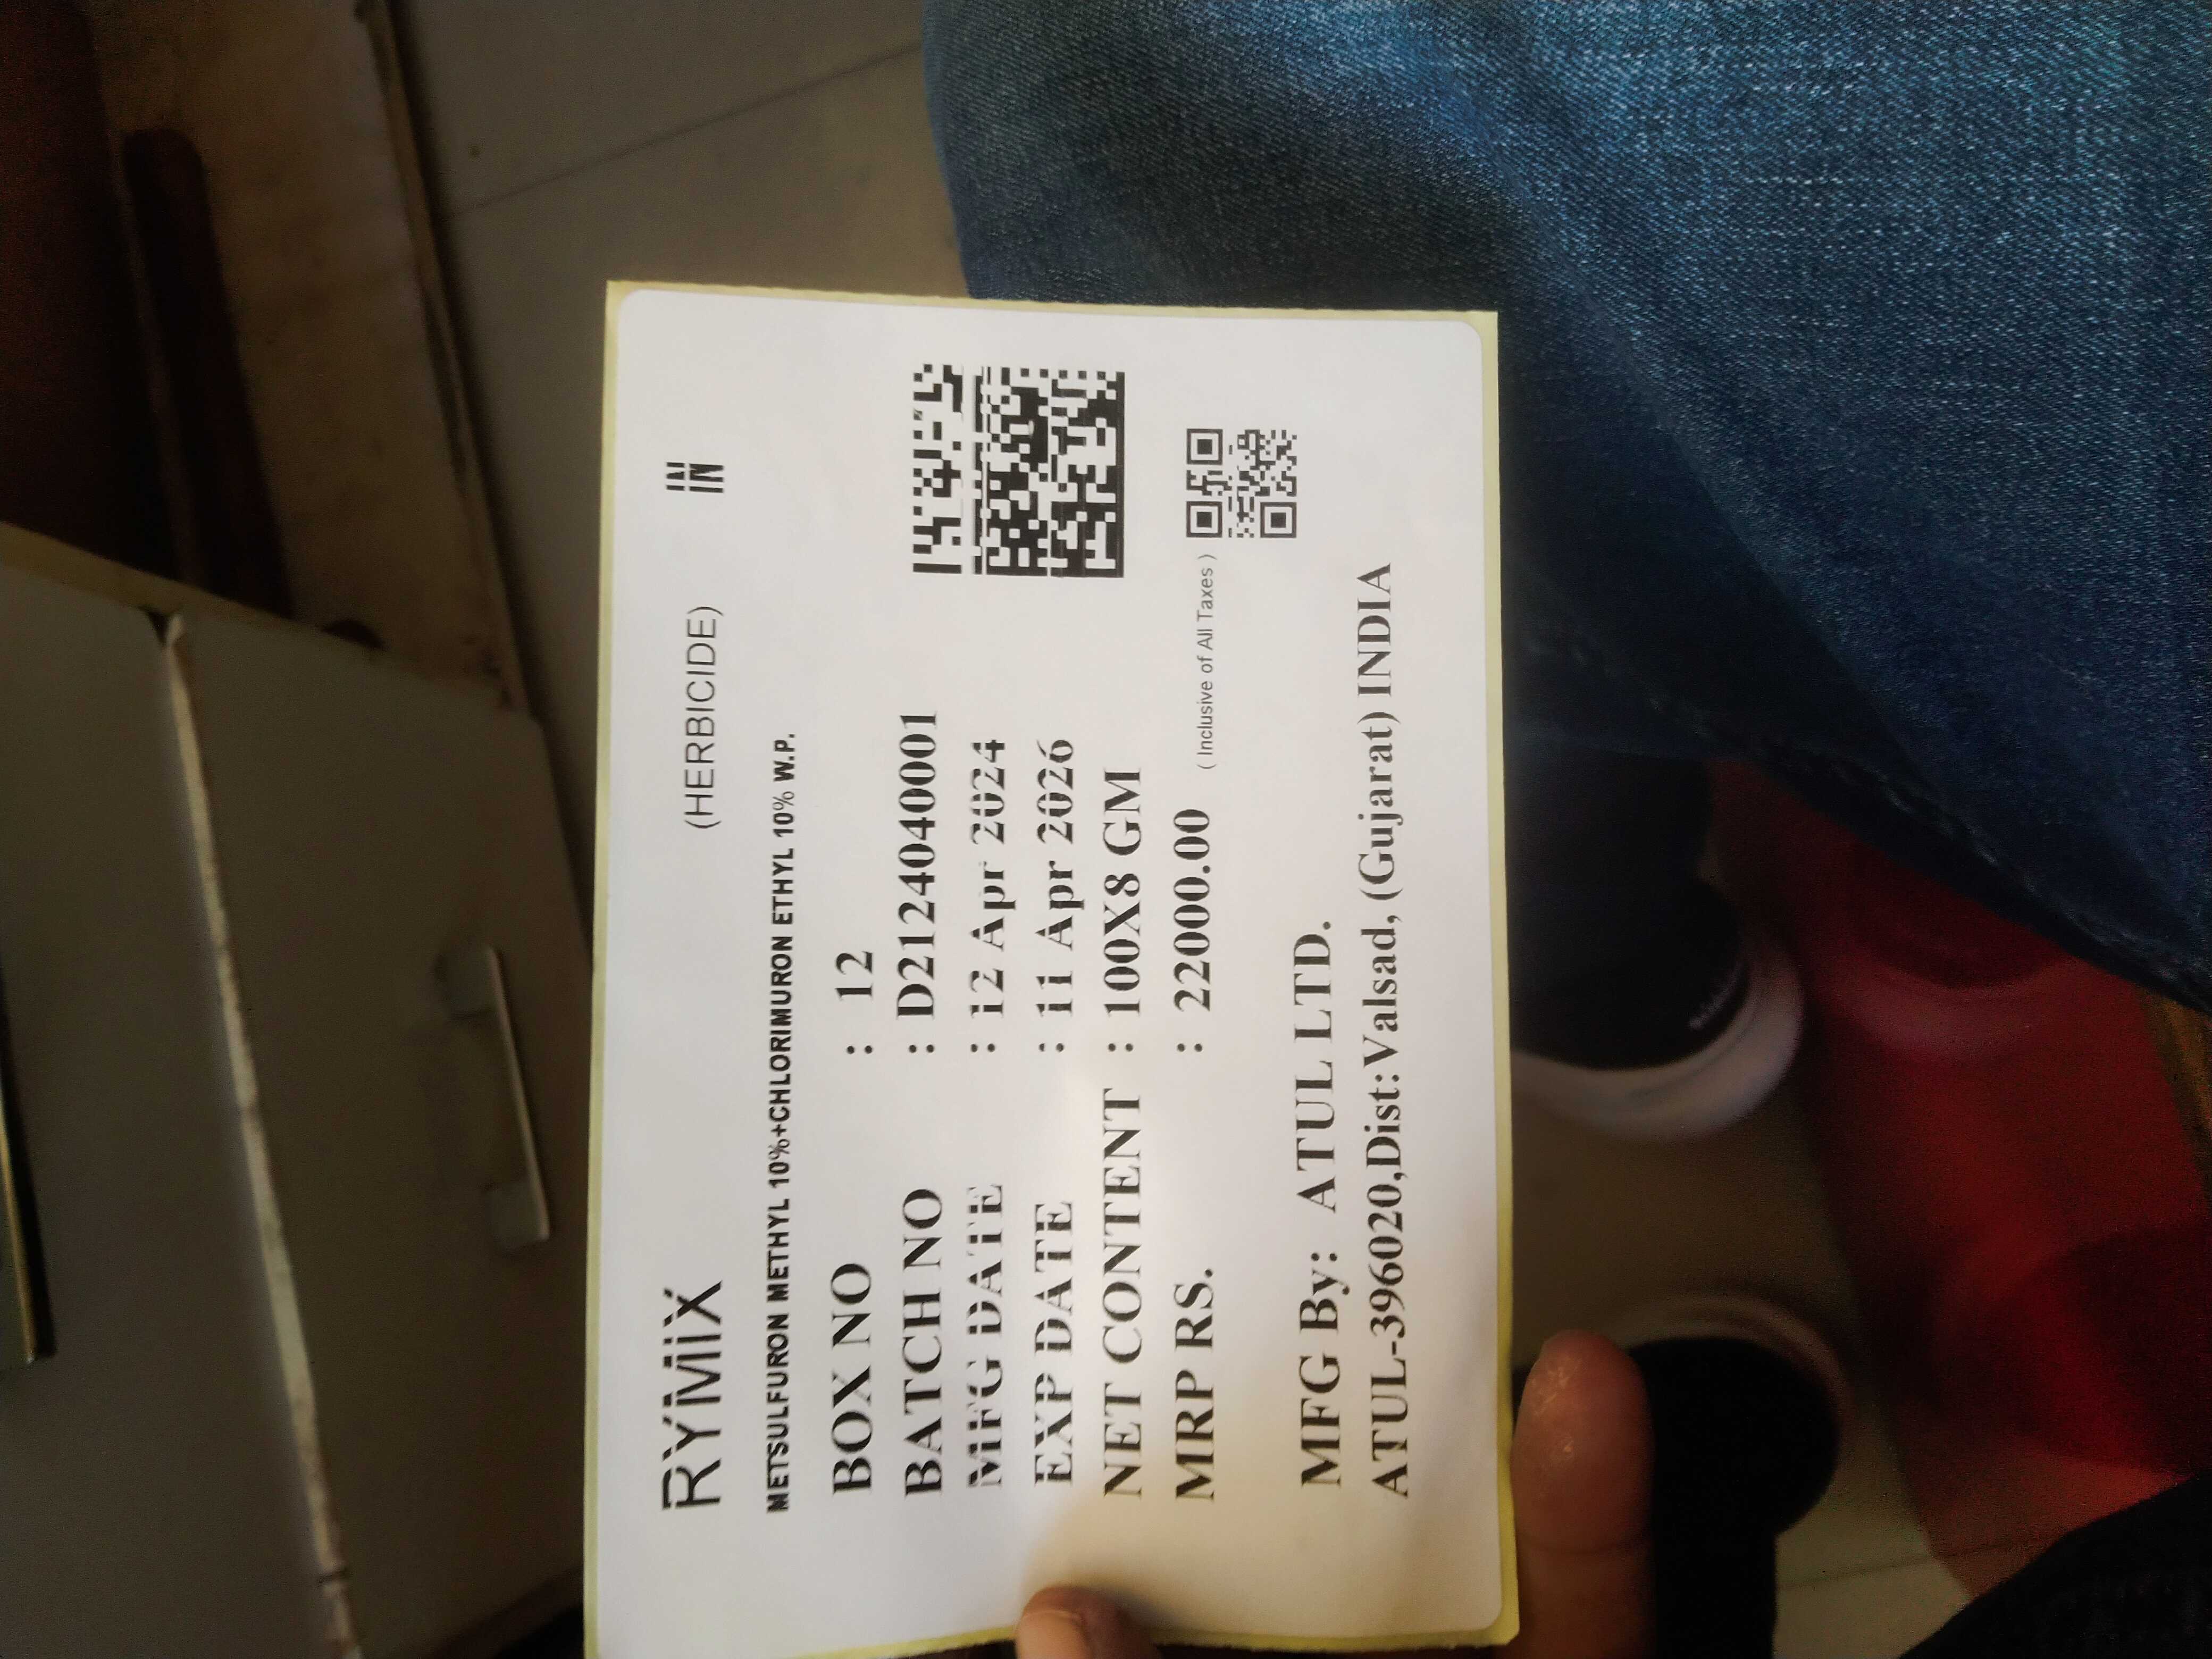 RYMIX (HERBICIDE) IN
METSULFURON METHYL 10%+CHLORIMURON ETHYL 10% W.P.
BOX NO : 12
BATCH NO : D212404001
MFG DATE : 12 Apr 2024
EXP DATE : 11 Apr 2026
NET CONTENT : 100X8 GM
MRP RS. : 22000.00 ( Inclusive of All Taxes )
MFG By: ATUL LTD.
ATUL-396020,Dist:Valsad, (Gujarat) INDIA